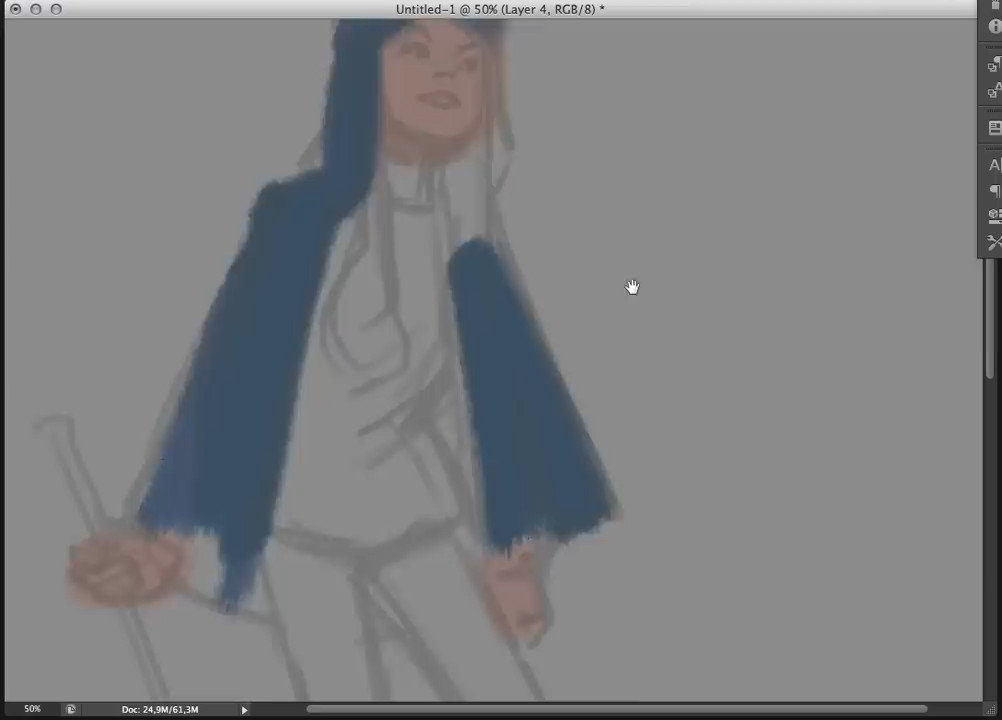 Untitled-1 @ 50% (Layer 4, RGB/8) *
50%
Doc: 24,9M/61,3M